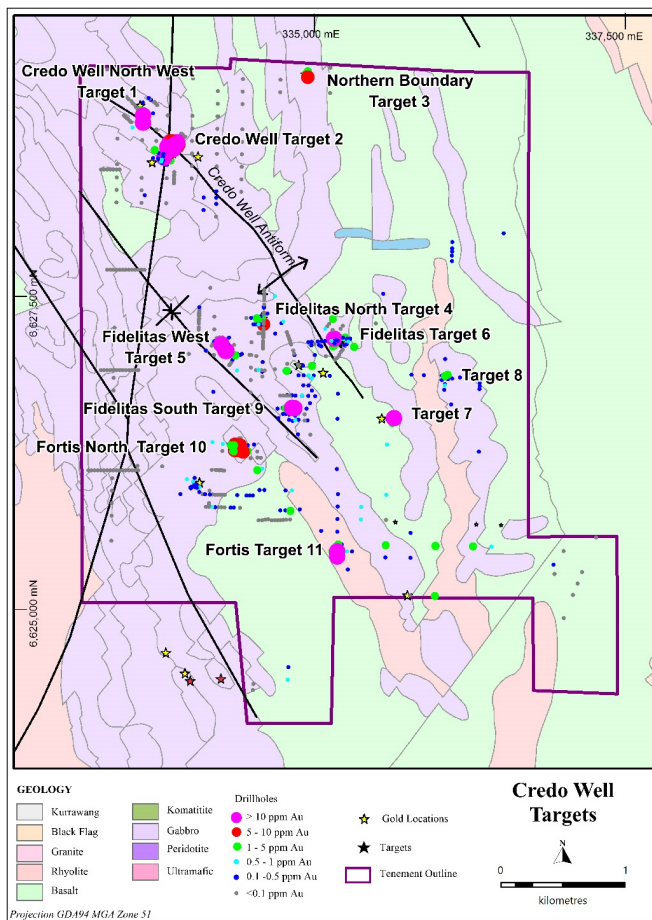 335,000 mE
337,500 mE
Credo Well North West
Target 1
Northern Boundary
Target 3
Credo Well Target 2
Credo Well Antiform
6,627,500 mN
Fidelitas North Target 4
Fidelitas West
Target 5
Fidelitas Target 6
Target 8
Fidelitas South Target 9
Target 7
Fortis North Target 10
Fortis Target 11
6,625,000 mN
GEOLOGY
Kurrawang
Black Flag
Granite
Rhyolite
Basalt
Komatitite
Gabbro
Peridotite
Ultramafic
Drillholes
> 10 ppm Au
5 - 10 ppm Au
1 - 5 ppm Au
0.5 - 1 ppm Au
0.1 -0.5 ppm Au
<0.1 ppm Au
Gold Locations
Targets
Tenement Outline
Credo Well
Targets
N
0
1
kilometres
Projection GDA94 MGA Zone 51